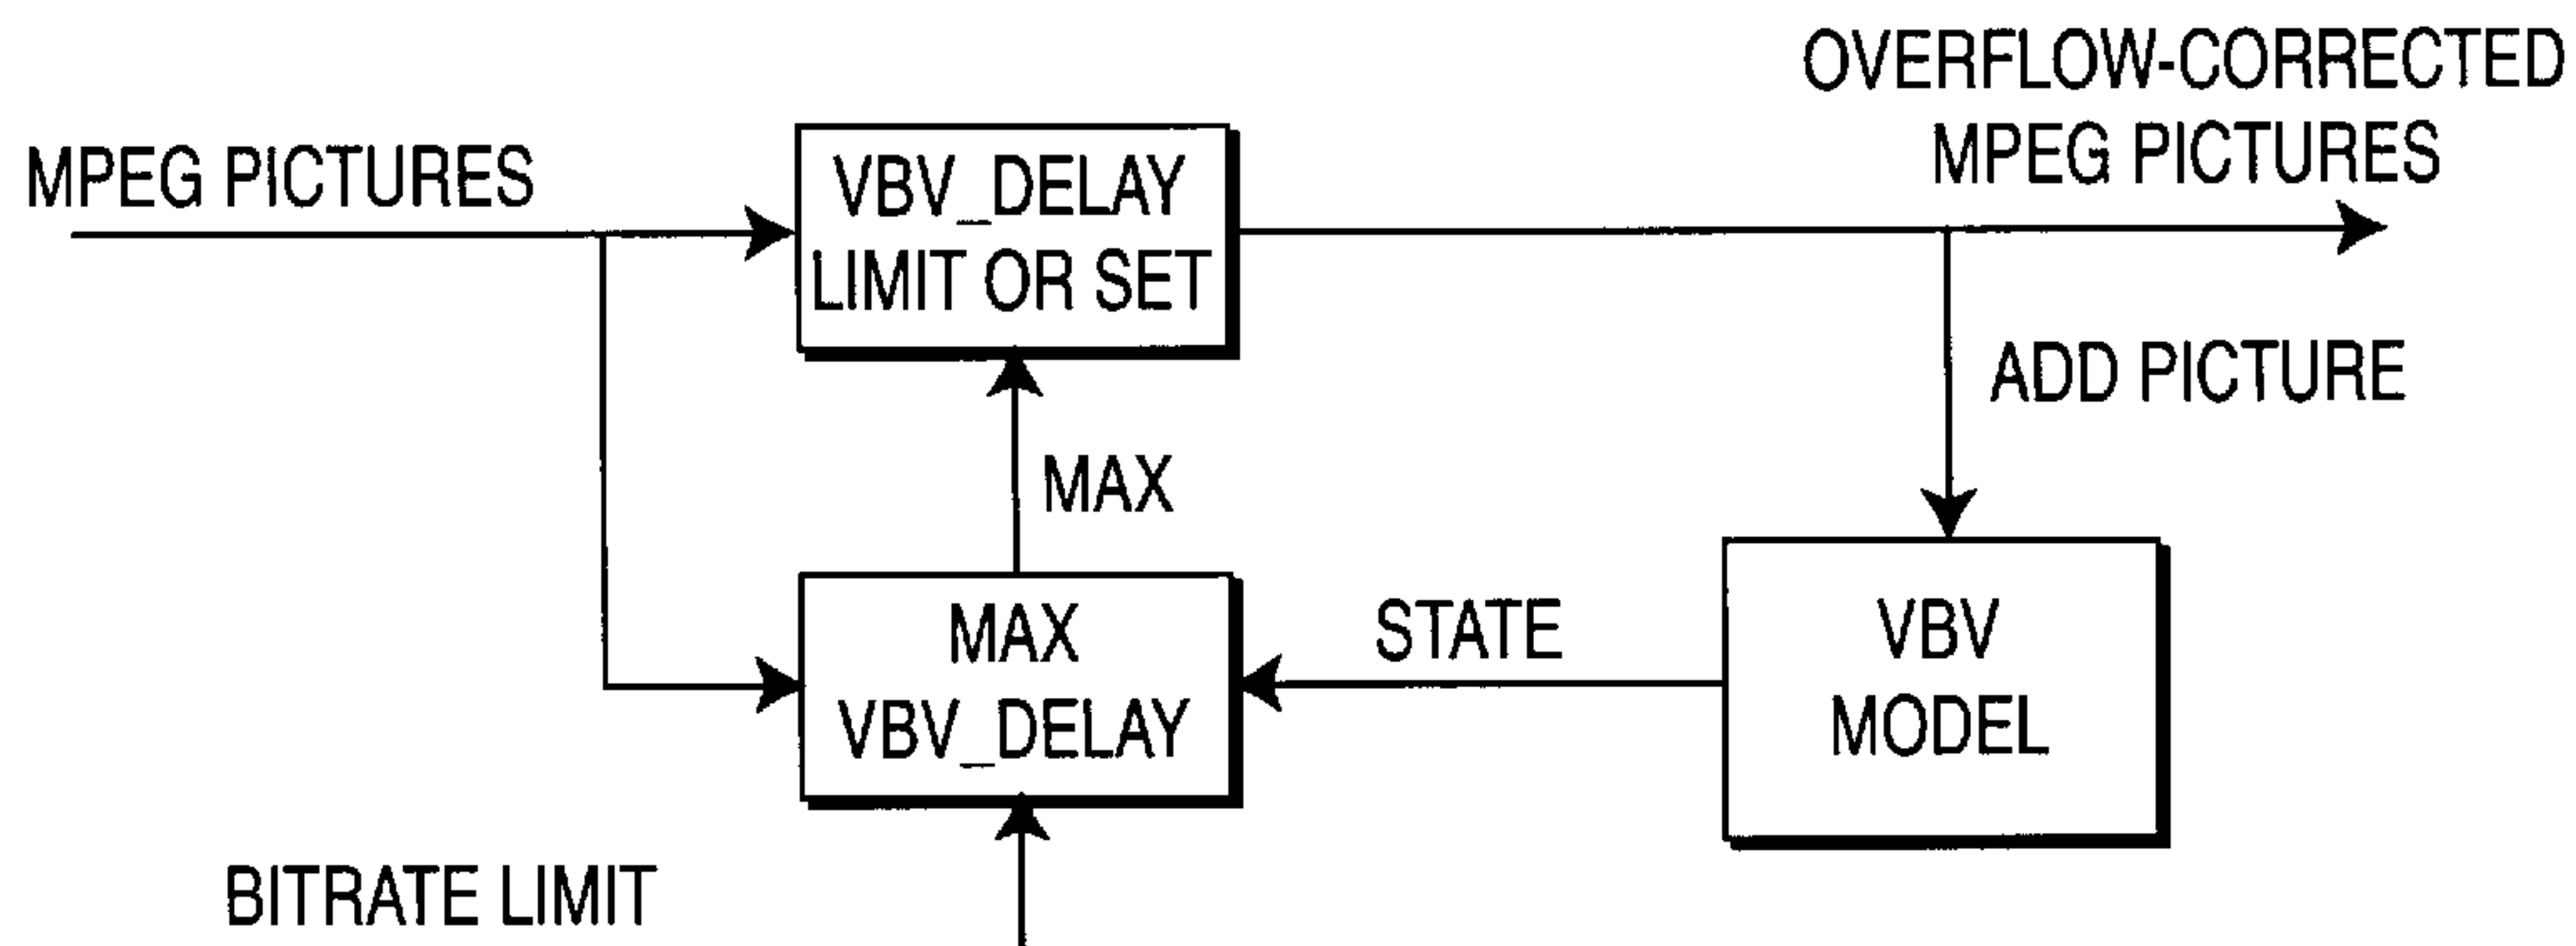 OVERFLOW-CORRECTED
MPEG PICTURES
MPEG PICTURES
VBV_DELAY
LIMIT OR SET
ADD PICTURE
MAX
MAX
VBV_DELAY
STATE
VBV
MODEL
BITRATE LIMIT